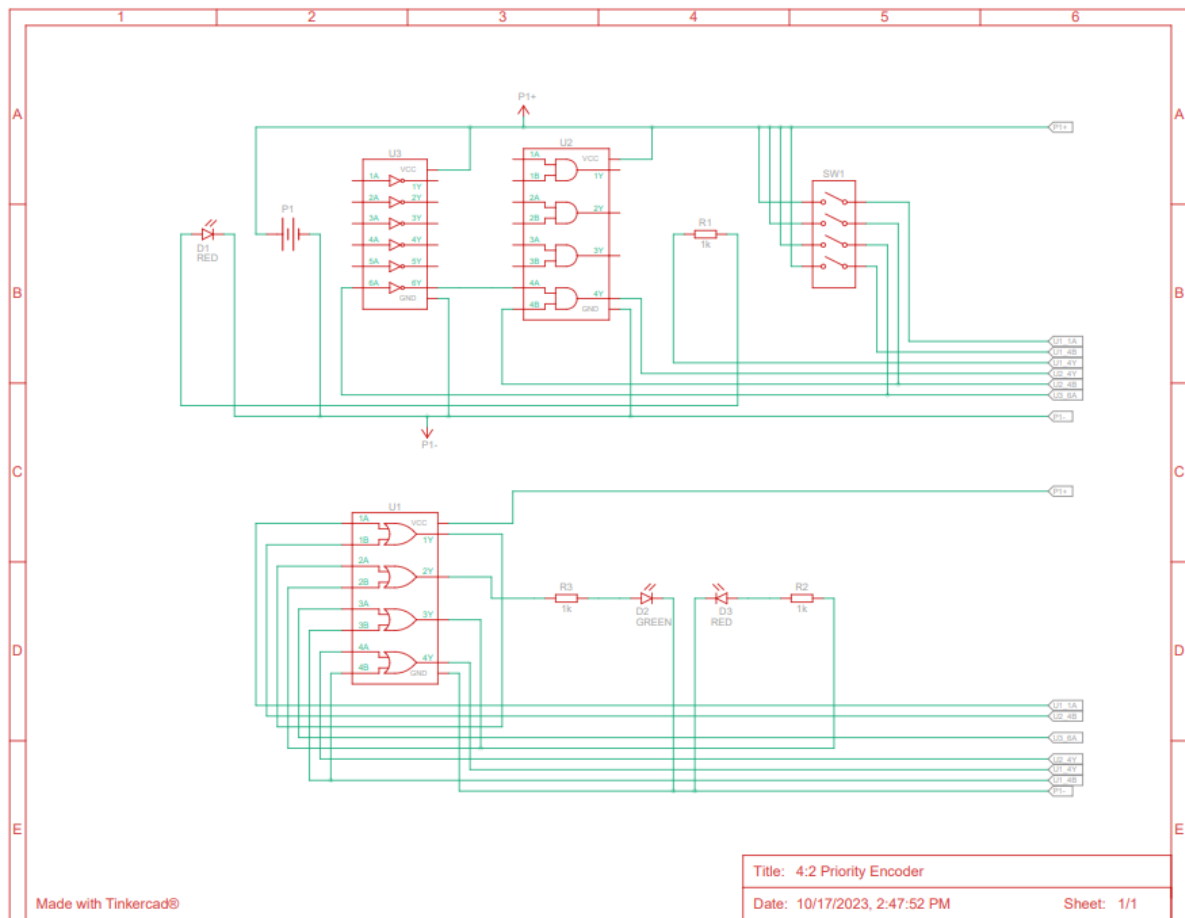 1 2 3 4 5 6
A A
P1+
P1+
U3 U2
VCC
1A 1Y
2A 2Y
3A 3Y
4A 4Y
5A 5Y
6A 6Y
GND
1A VCC
1B 1Y
2A
2B 2Y
3A
3B 3Y
4A 4Y
4B GND
SW1
P1
D1
RED
R1
1k
B B
U1_1A
U1_4B
U1_4Y
U2_4Y
U2_4B
U3_6A
P1-
P1-
C C
P1+
U1
1A VCC
1B 1Y
2A 2Y
2B
3A 3Y
3B
4A 4Y
4B GND
R3
1k
D2
GREEN
D3
RED
R2
1k
D D
U1_1A
U2_4B
U3_6A
U2_4Y
U1_4Y
U1_4B
P1-
E E
Title: 4:2 Priority Encoder
Made with Tinkercad®
Date: 10/17/2023, 2:47:52 PM Sheet: 1/1